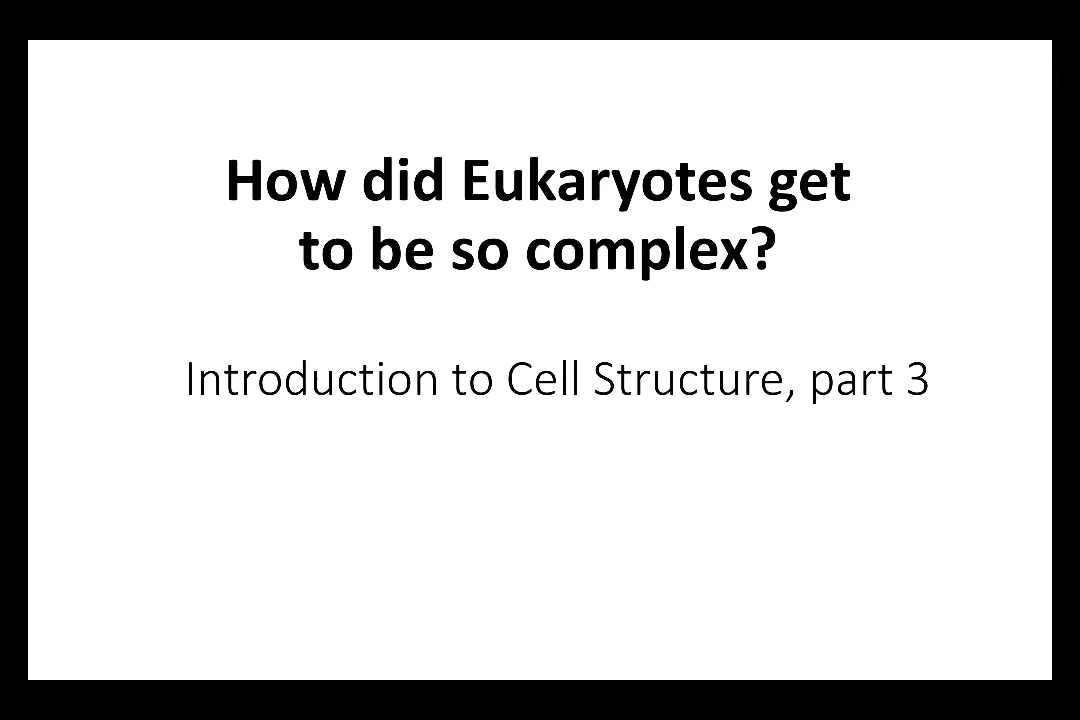 How did Eukaryotes get
to be so complex?
Introduction to Cell Structure, part 3